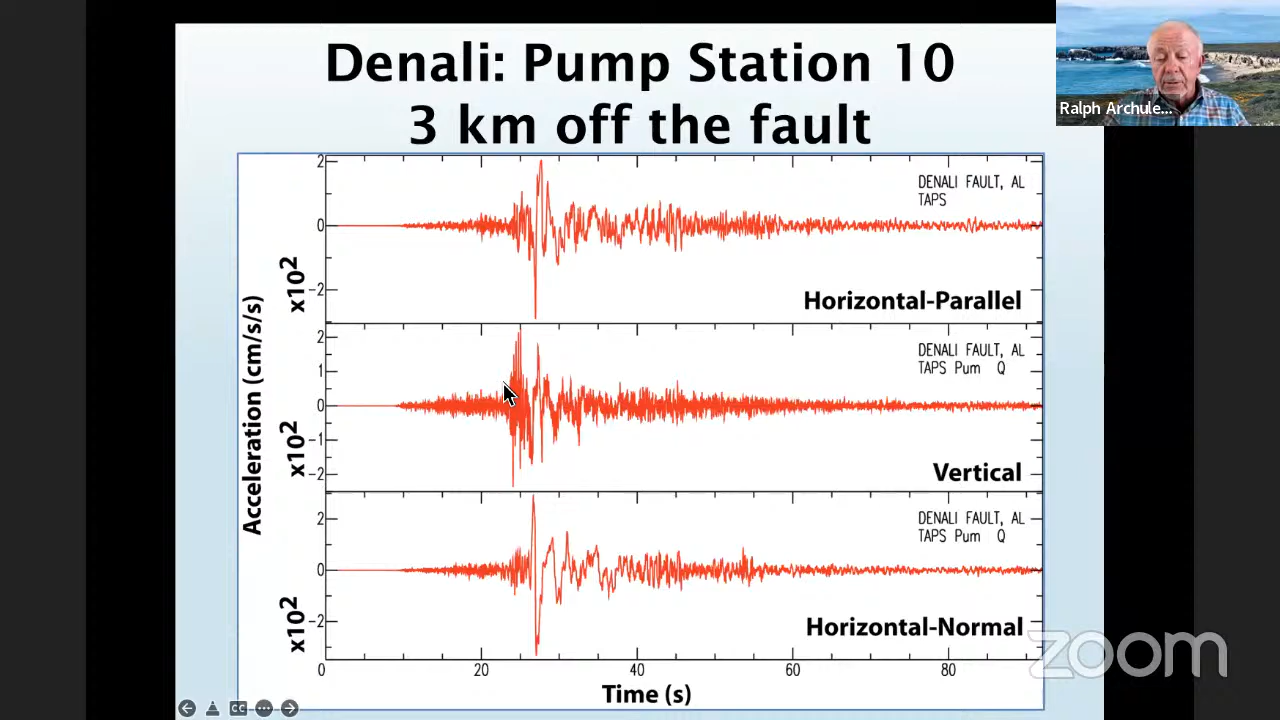 Denali: Pump Station 10
3 km off the fault
Ralph Archule...
2
0
-2
x10²
DENALI FAULT, AL
TAPS
Horizontal-Parallel
2
1
0
-1
-2
x10²
DENALI FAULT, AL
TAPS Pum Q
Vertical
2
0
-2
x10²
DENALI FAULT, AL
TAPS Pum Q
Horizontal-Normal
Acceleration (cm/s/s)
0 20 40 60 80
Time (s)
zoom
CC